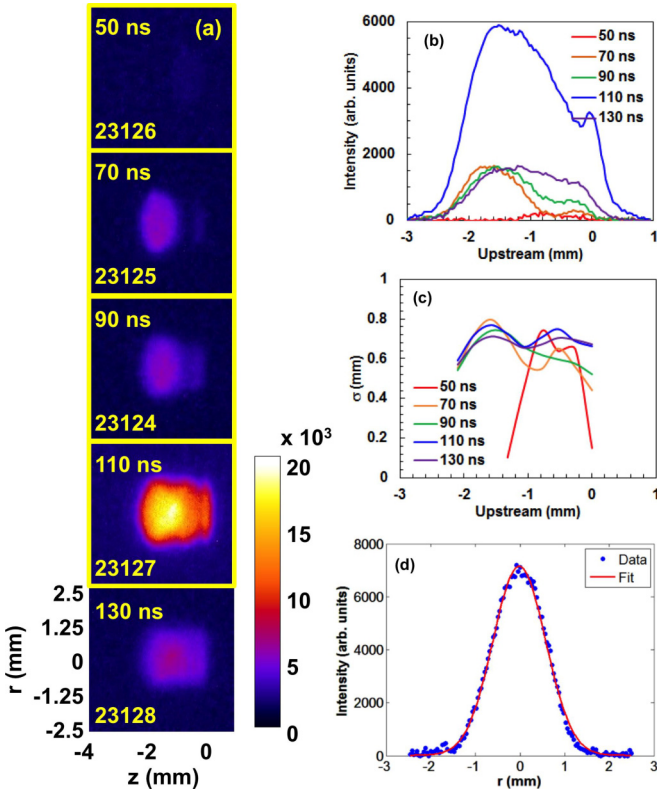 50 ns
(a)
23126
70 ns
23125
90 ns
23124
110 ns
23127
130 ns
23128
2.5
1.25
0
-1.25
-2.5
r (mm)
-4
-2
0
z (mm)
x 10³
20
15
10
5
0
(b)
50 ns
70 ns
90 ns
110 ns
130 ns
6000
4000
2000
0
Intensity (arb. units)
-3
-2
-1
0
1
Upstream (mm)
(c)
50 ns
70 ns
90 ns
110 ns
130 ns
1
0.8
0.6
0.4
0.2
0
σ (mm)
-3
-2
-1
0
1
Upstream (mm)
(d)
Data
Fit
8000
6000
4000
2000
0
Intensity (arb. units)
-3
-2
-1
0
1
2
3
r (mm)